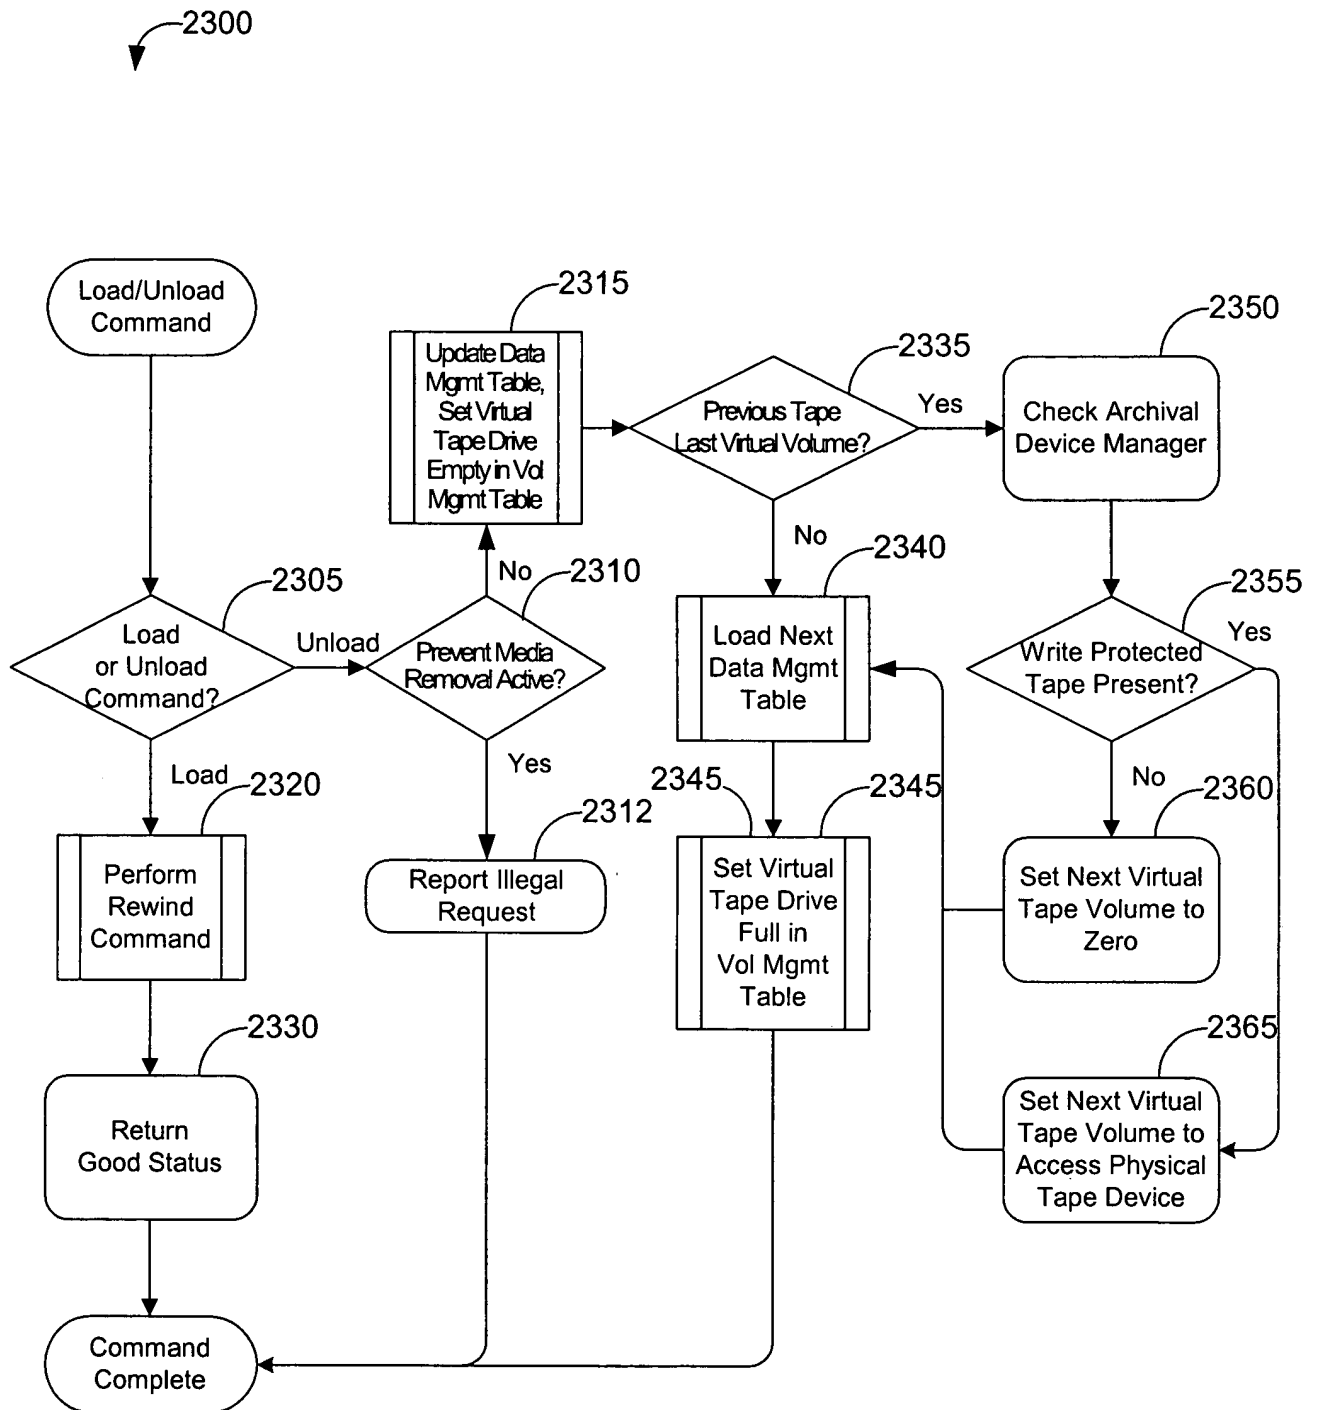 2300
Load/Unload
Command
2305
Load
or Unload
Command?
Unload
Load
2320
Perform
Rewind
Command
2330
Return
Good Status
Command
Complete
2315
Update Data
Mgmt Table,
Set Virtual
Tape Drive
Empty in Vol
Mgmt Table
No
2310
Prevent Media
Removal Active?
Yes
2312
Report Illegal
Request
2335
Previous Tape
Last Virtual Volume?
Yes
No
2340
Load Next
Data Mgmt
Table
2345
2345
Set Virtual
Tape Drive
Full in
Vol Mgmt
Table
2350
Check Archival
Device Manager
2355
Write Protected
Tape Present?
Yes
No
2360
Set Next Virtual
Tape Volume to
Zero
2365
Set Next Virtual
Tape Volume to
Access Physical
Tape Device